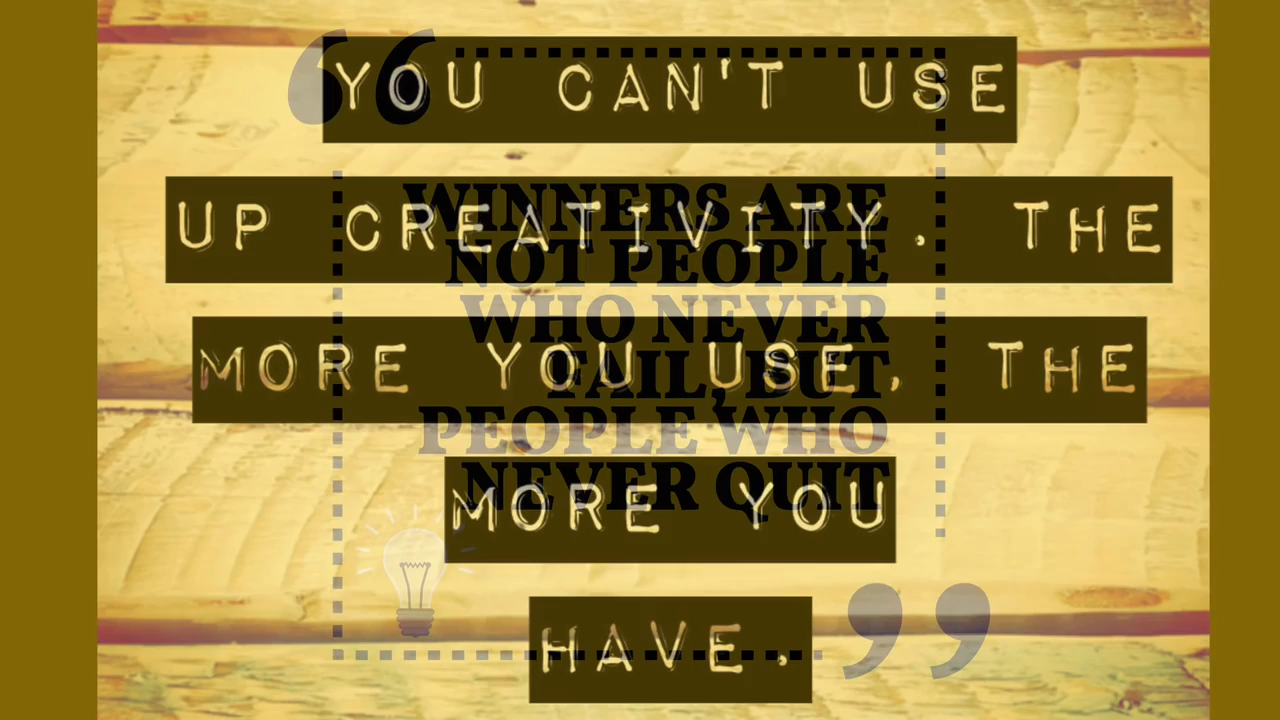 YOU CAN'T USE
UP CREATIVITY. THE
MORE YOU USE, THE
MORE YOU
HAVE.
WINNERS ARE
NOT PEOPLE
WHO NEVER
FAIL, BUT
PEOPLE WHO
NEVER QUIT